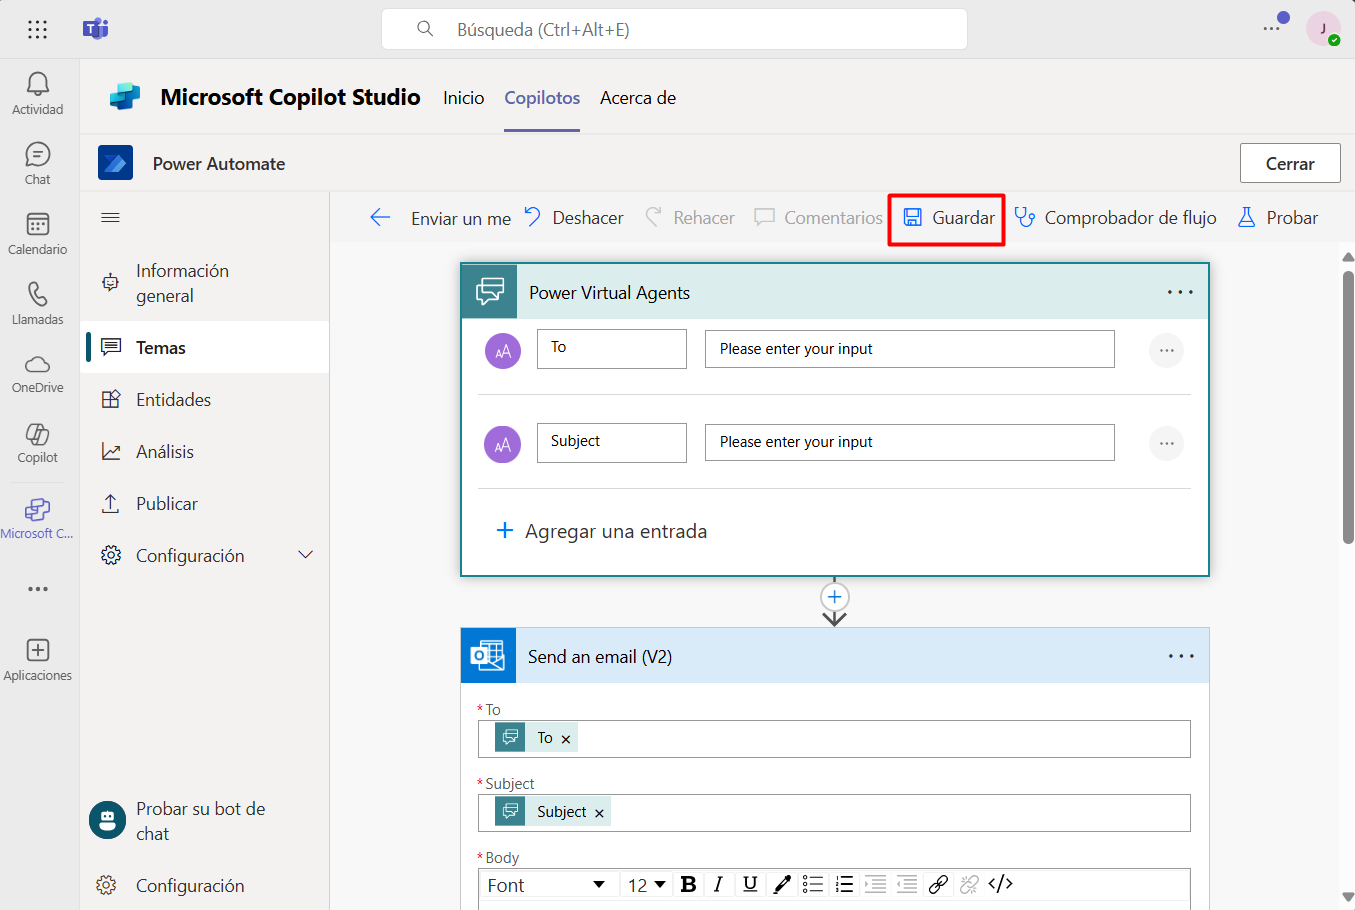 Búsqueda (Ctrl+Alt+E)
J
Actividad
Chat
Calendario
Llamadas
OneDrive
Copilot
Microsoft C...
Aplicaciones
Microsoft Copilot Studio
Inicio
Copilotos
Acerca de
Power Automate
Cerrar
Enviar un me
Deshacer
Rehacer
Comentarios
Guardar
Comprobador de flujo
Probar
Información
general
Temas
Entidades
Análisis
Publicar
Configuración
Probar su bot de
chat
Configuración
Power Virtual Agents
AA
To
Please enter your input
AA
Subject
Please enter your input
+ Agregar una entrada
Send an email (V2)
* To
To ×
* Subject
Subject ×
* Body
Font
12
B
I
U
</>